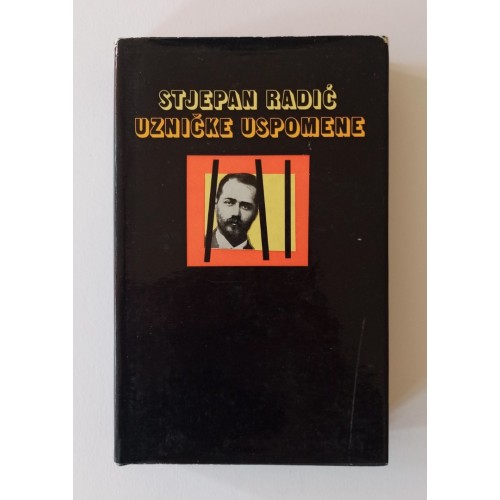 STJEPAN RADIĆ
UZNIČKE USPOMENE